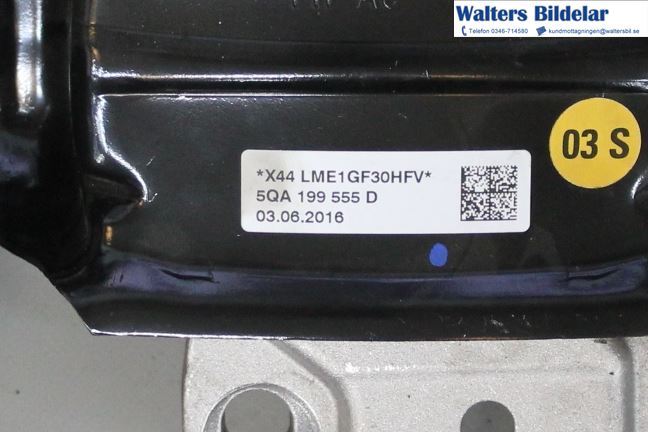 Walters Bildelar
Telefon 0346-714580 kundmottagningen@waltersbil.se
03 S
*X44 LME1GF30HFV*
5QA 199 555 D
03.06.2016